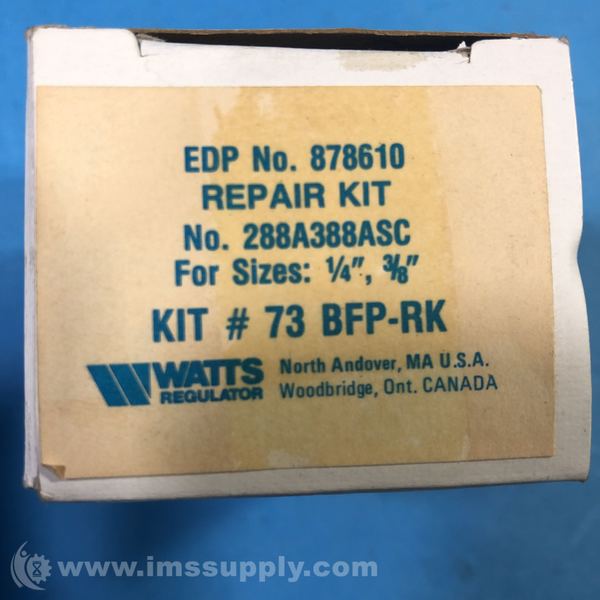 EDP No. 878610
REPAIR KIT
No. 288A388ASC
For Sizes: ¼", ⅜"
KIT # 73 BFP-RK
WATTS
REGULATOR
North Andover, MA U.S.A.
Woodbridge, Ont. CANADA
www.imssupply.com